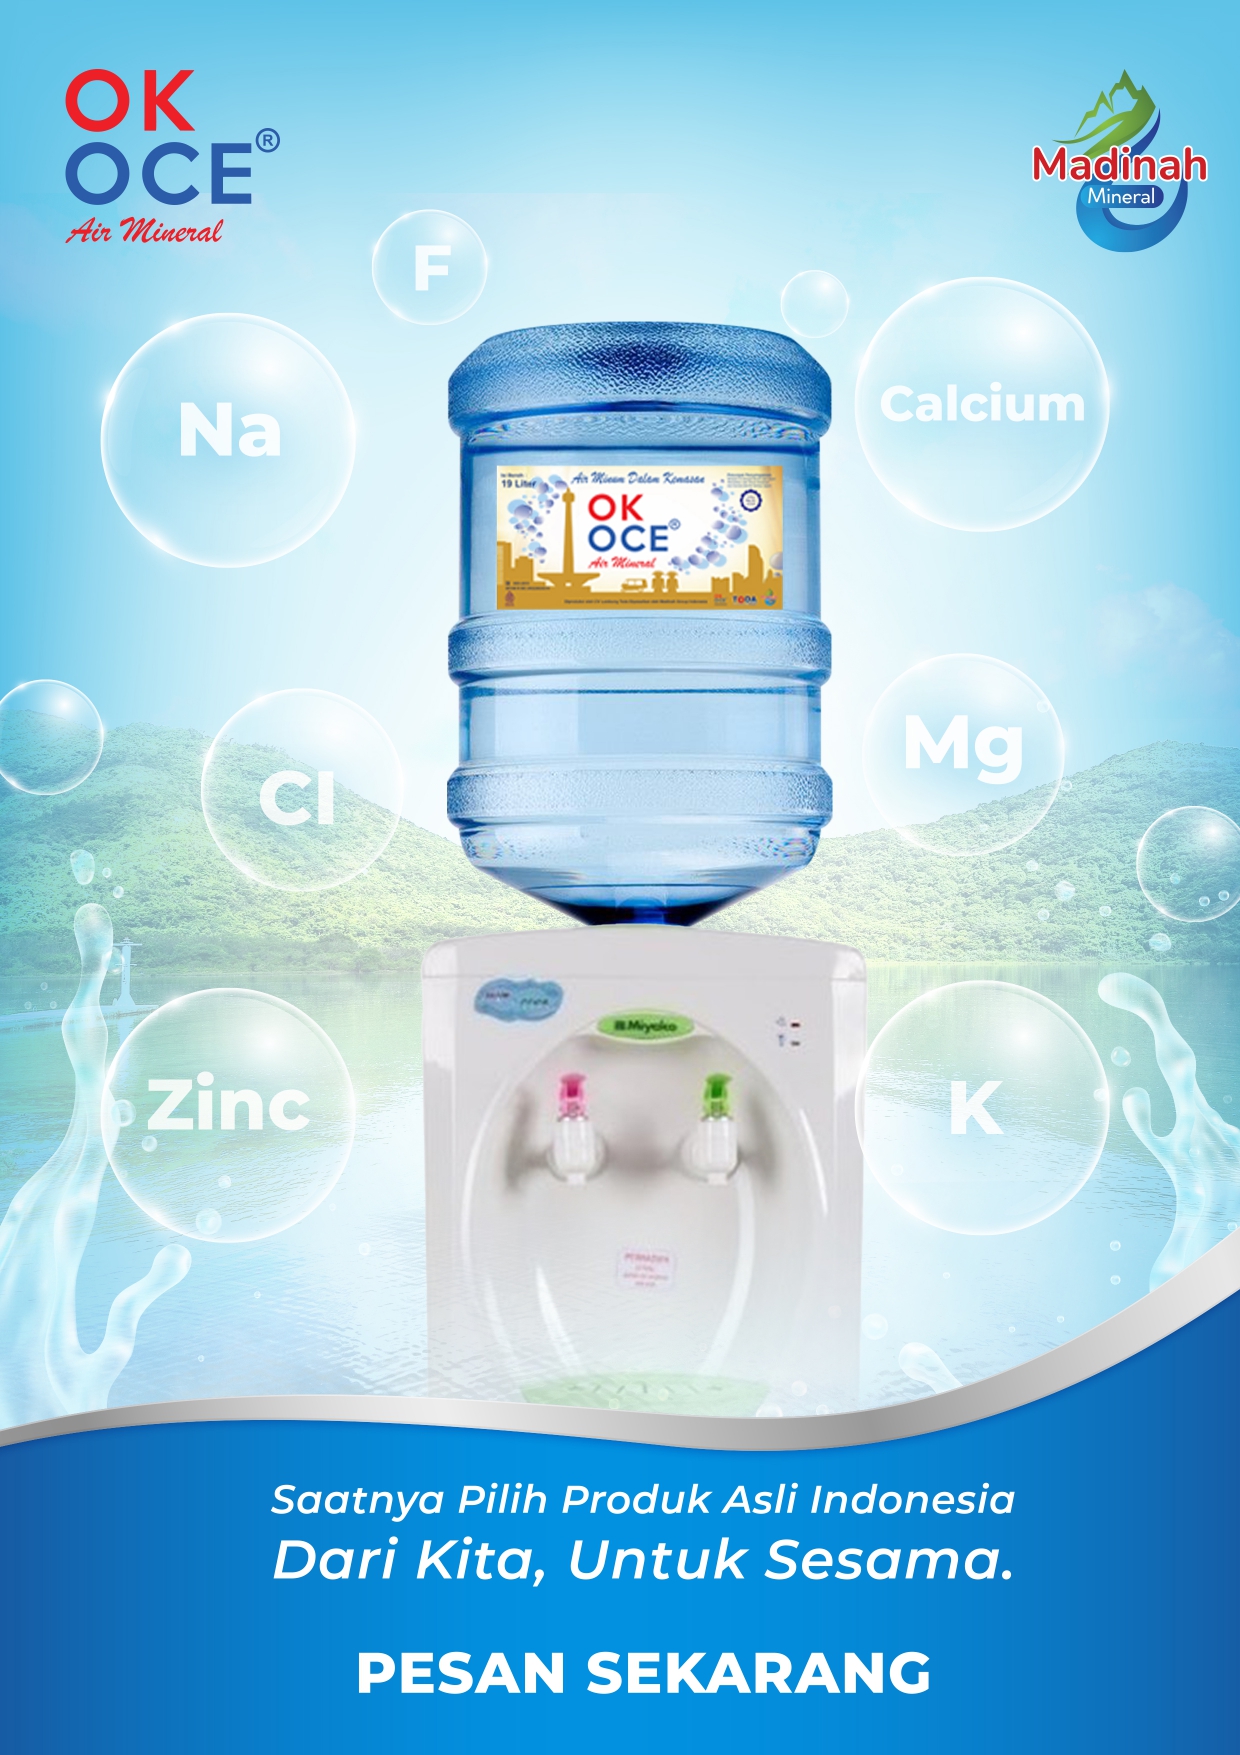 OK
OCE®
Air Mineral
Madinah
Mineral
F
Na
Calcium
19 Liter
Air Minum Dalam Kemasan
OK
OCE®
Air Mineral
Cl
Mg
Miyako
Zinc
K
Saatnya Pilih Produk Asli Indonesia
Dari Kita, Untuk Sesama.
PESAN SEKARANG